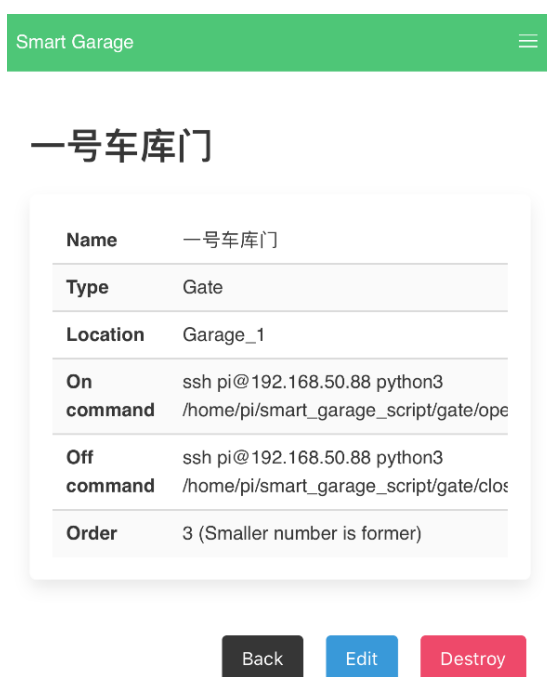 Smart Garage
一号车库门
Name 一号车库门
Type Gate
Location Garage_1
On command ssh pi@192.168.50.88 python3
/home/pi/smart_garage_script/gate/ope
Off command ssh pi@192.168.50.88 python3
/home/pi/smart_garage_script/gate/clos
Order 3 (Smaller number is former)
Back Edit Destroy